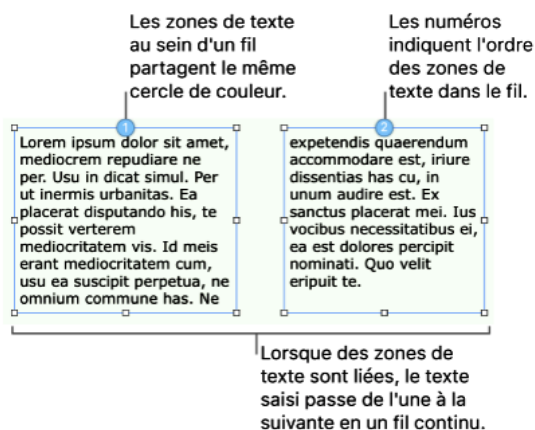 Les zones de texte
au sein d'un fil
partagent le même
cercle de couleur.
Les numéros
indiquent l'ordre
des zones de
texte dans le fil.
1
Lorem ipsum dolor sit amet,
mediocrem repudiare ne
per. Usu in dicat simul. Per
ut inermis urbanitas. Ea
placerat disputando his, te
possit verterem
mediocritatem vis. Id meis
erant mediocritatem cum,
usu ea suscipit perpetua, ne
omnium commune has. Ne
2
expetendis quaerendum
accommodare est, iriure
dissentias has cu, in
unum audire est. Ex
sanctus placerat mei. Ius
vocibus necessitatibus ei,
ea est dolores percipit
nominati. Quo velit
eripuit te.
Lorsque des zones de
texte sont liées, le texte
saisi passe de l'une à la
suivante en un fil continu.